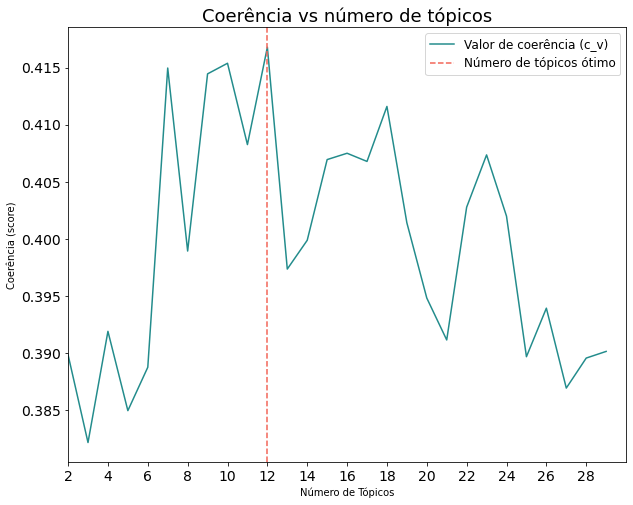 Coerência vs número de tópicos
Valor de coerência (c_v)
Número de tópicos ótimo
Coerência (score)
0.415
0.410
0.405
0.400
0.395
0.390
0.385
2 4 6 8 10 12 14 16 18 20 22 24 26 28
Número de Tópicos